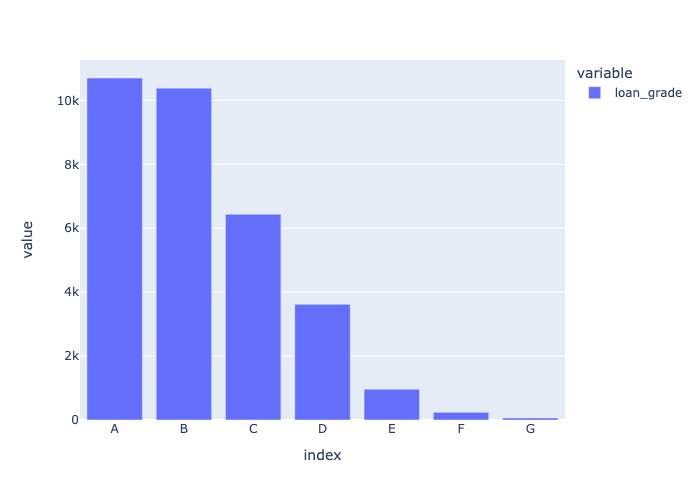 variable
loan_grade
value
10k
8k
6k
4k
2k
0
A B C D E F G
index